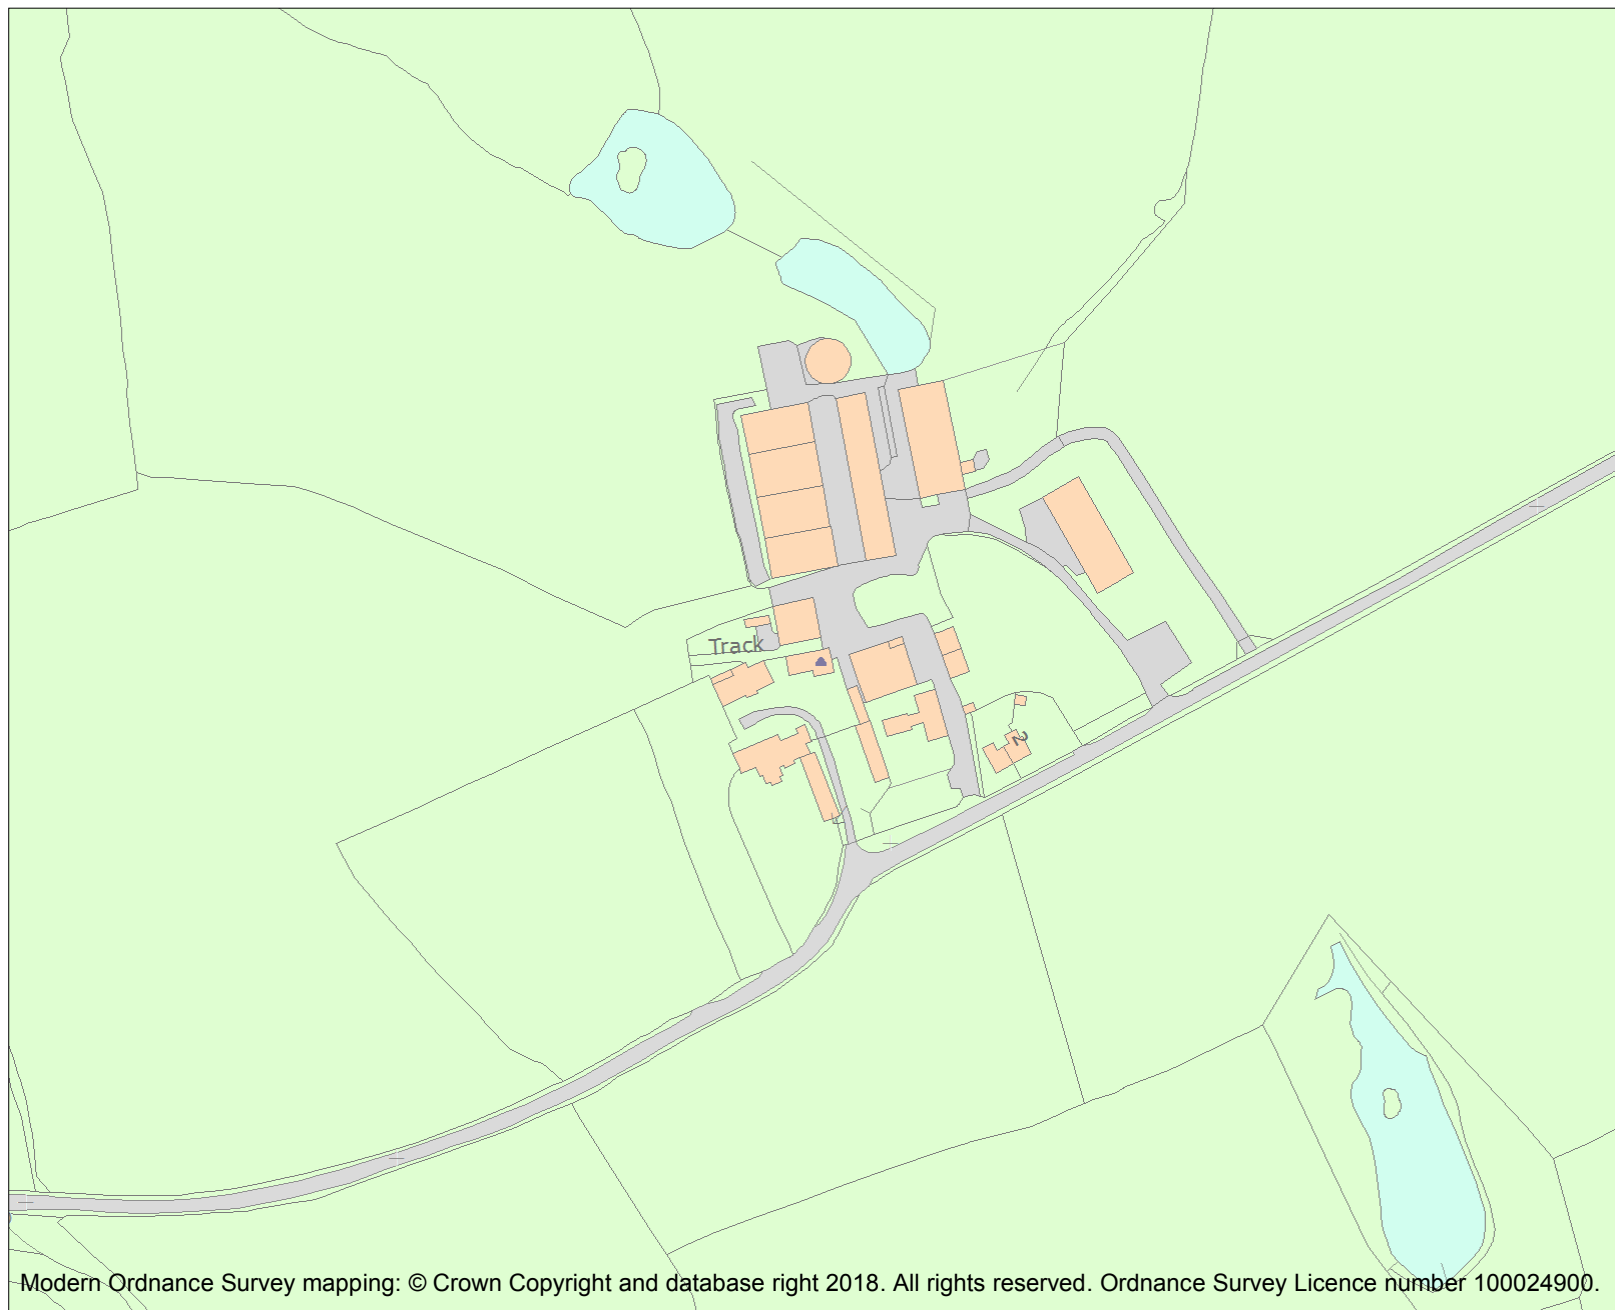 Track
2
Modern Ordnance Survey mapping: © Crown Copyright and database right 2018. All rights reserved. Ordnance Survey Licence number 100024900.